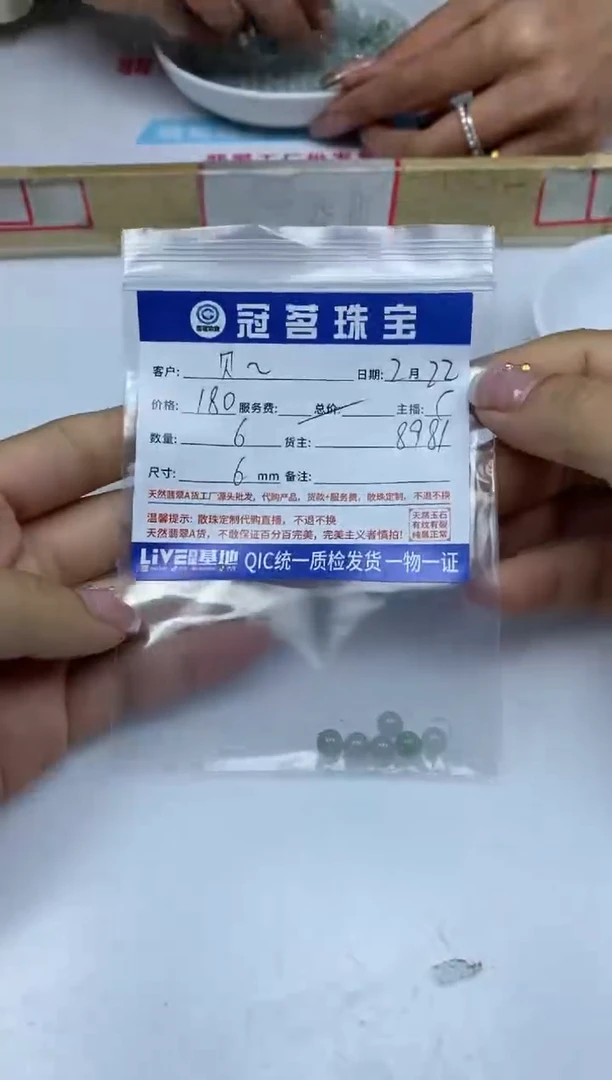 冠茗珠宝
客户: 贝~ 日期: 2月22
价格: 180 服务费: 总价: 主播: C
数量: 6 货主: 8981
尺寸: 6 mm 备注:
天然翡翠A货工厂源头批发，代购产品，货款+服务费，散珠定制，不退不换
温馨提示: 散珠定制代购直播，不退不换
天然翡翠A货，不敢保证百分百完美，完美主义者慎拍!
天然玉石
有纹有裂
纯属正常
LIVE 基地 QIC统一质检发货 一物一证